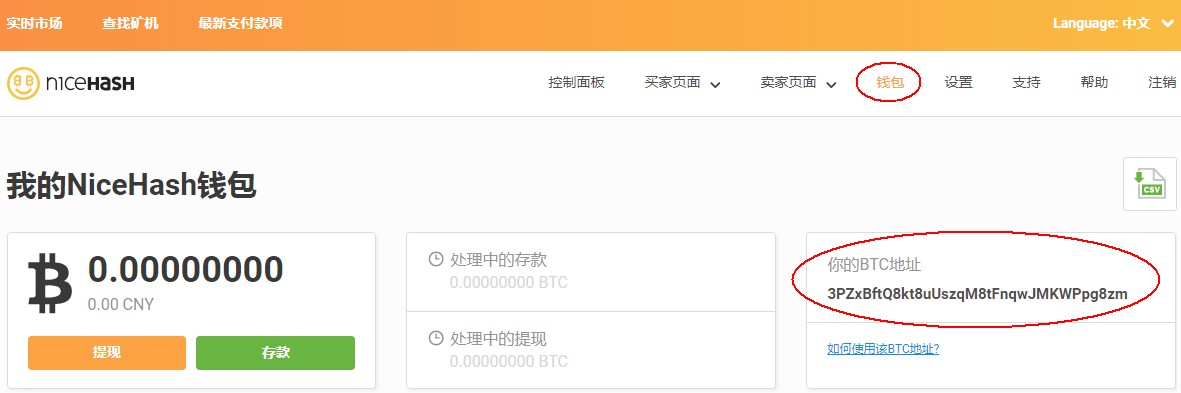 实时市场 查找矿机 最新支付款项 Language: 中文
nıceHasH 控制面板 买家页面 卖家页面 钱包 设置 支持 帮助 注销
我的NiceHash钱包
CSV
0.00000000
0.00 CNY
提现 存款
处理中的存款
0.00000000 BTC
处理中的提现
0.00000000 BTC
你的BTC地址
3PZxBftQ8kt8uUszqM8tFnqwJMKWPpg8zm
如何使用该BTC地址?